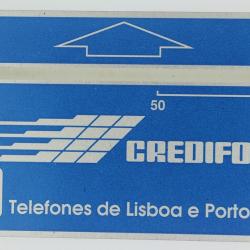 50
CREDIFO
Telefones de Lisboa e Porto